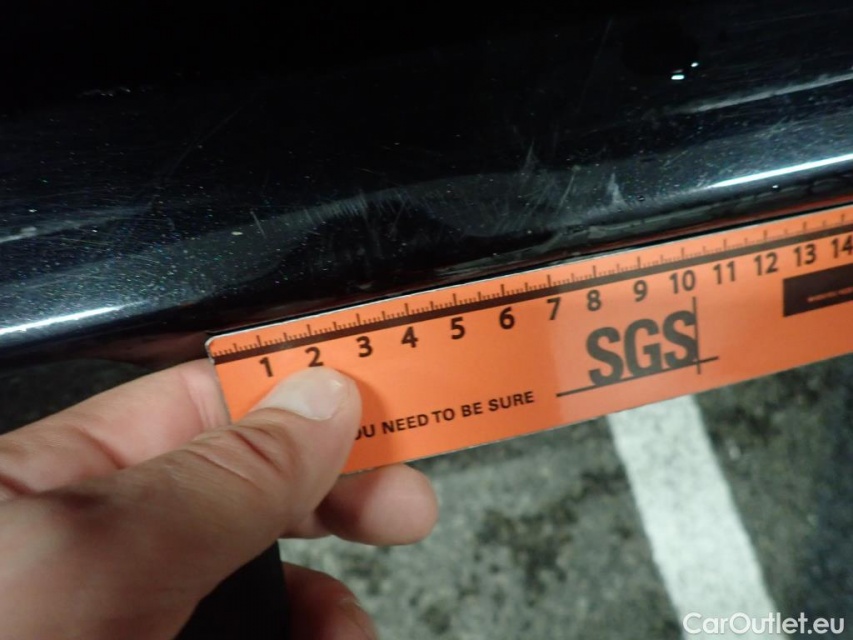 1 2 3 4 5 6 7 8 9 10 11 12 13 14
SGS
NEED TO BE SURE
CarOutlet.eu